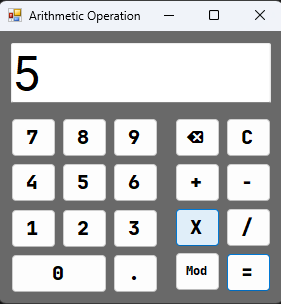 Arithmetic Operation
5
7 8 9 C
4 5 6 + -
1 2 3 X /
0 . Mod =